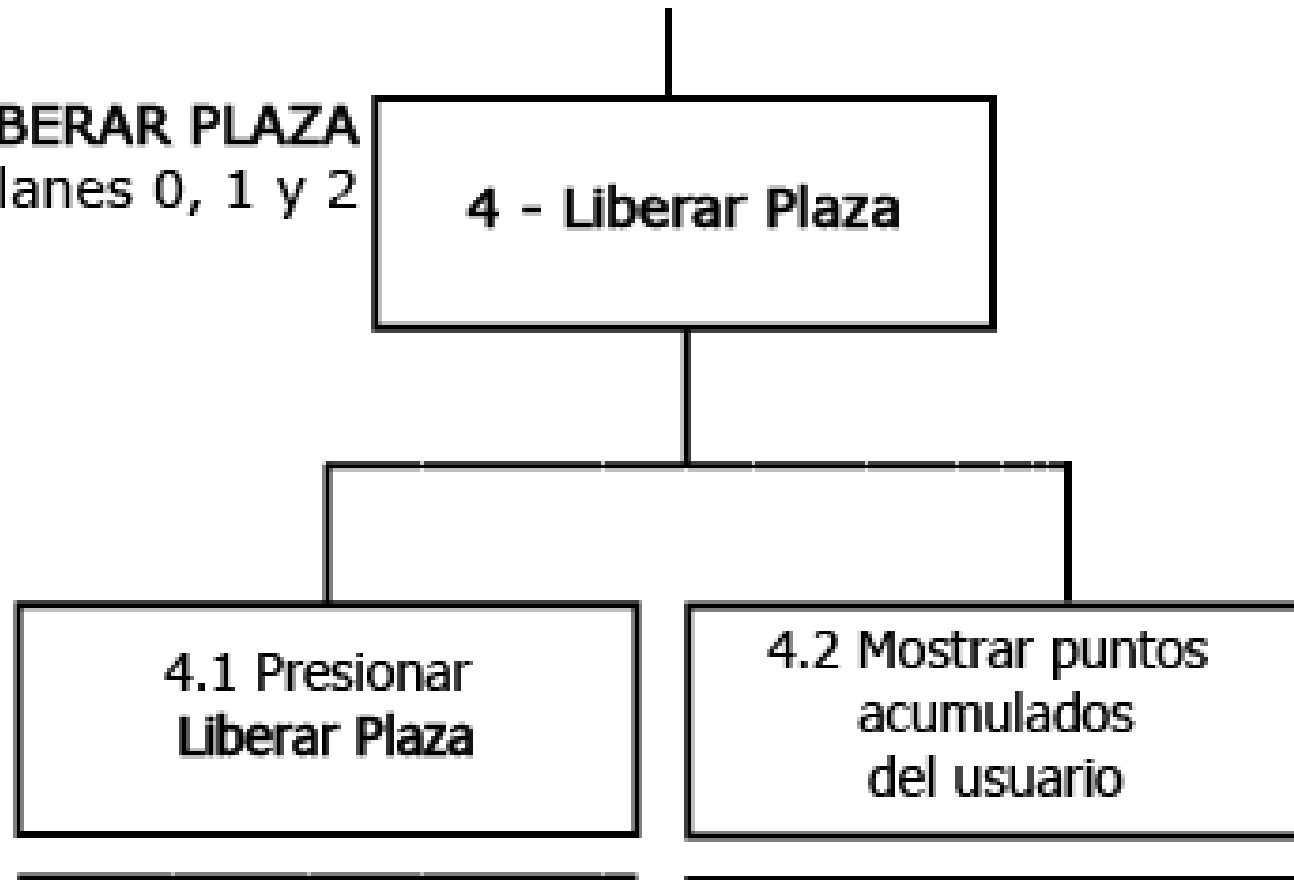 BERAR PLAZA
lanes 0, 1 y 2
4 - Liberar Plaza
4.1 Presionar
Liberar Plaza
4.2 Mostrar puntos
acumulados
del usuario